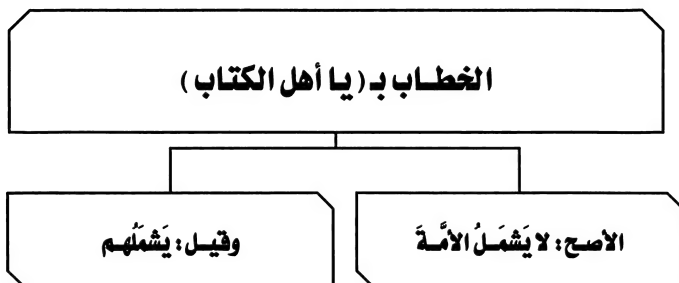 الخطاب بـ ( يا أهل الكتاب )
الأصح: لا يَشمَلُ الأمَّةَ
وقيل: يَشمَلُهم